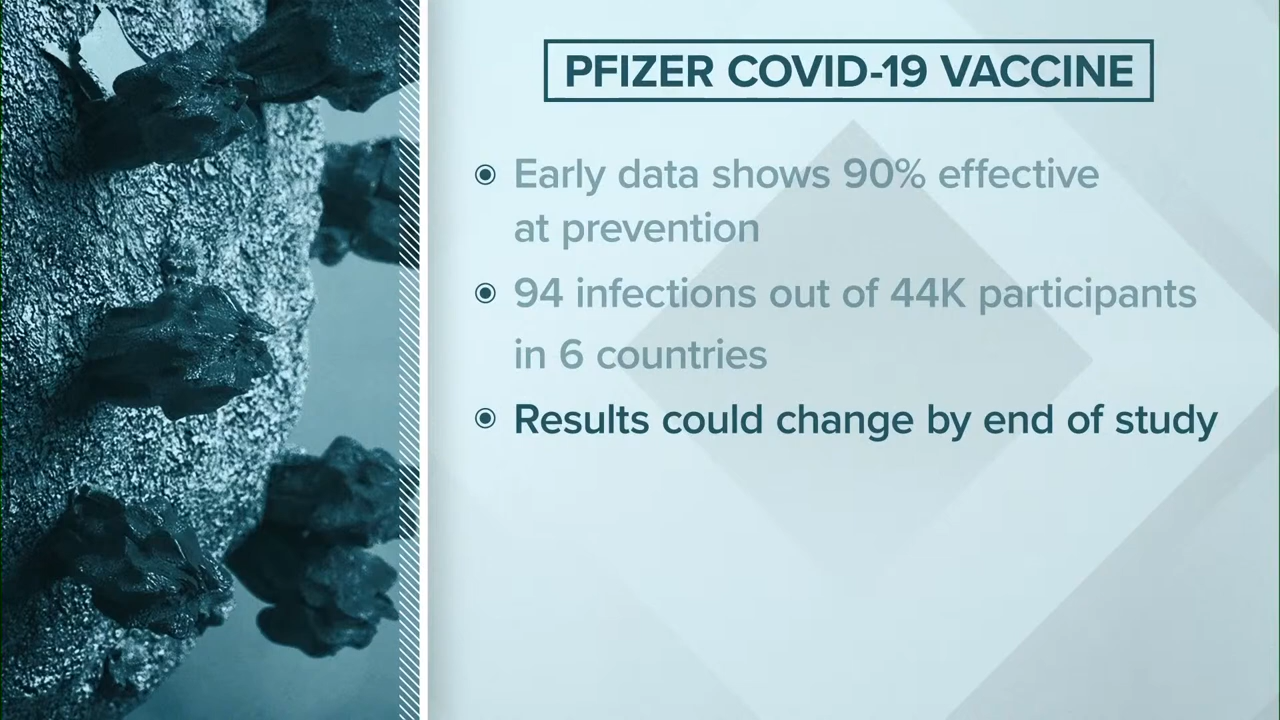 PFIZER COVID-19 VACCINE
Early data shows 90% effective
at prevention
94 infections out of 44K participants
in 6 countries
Results could change by end of study